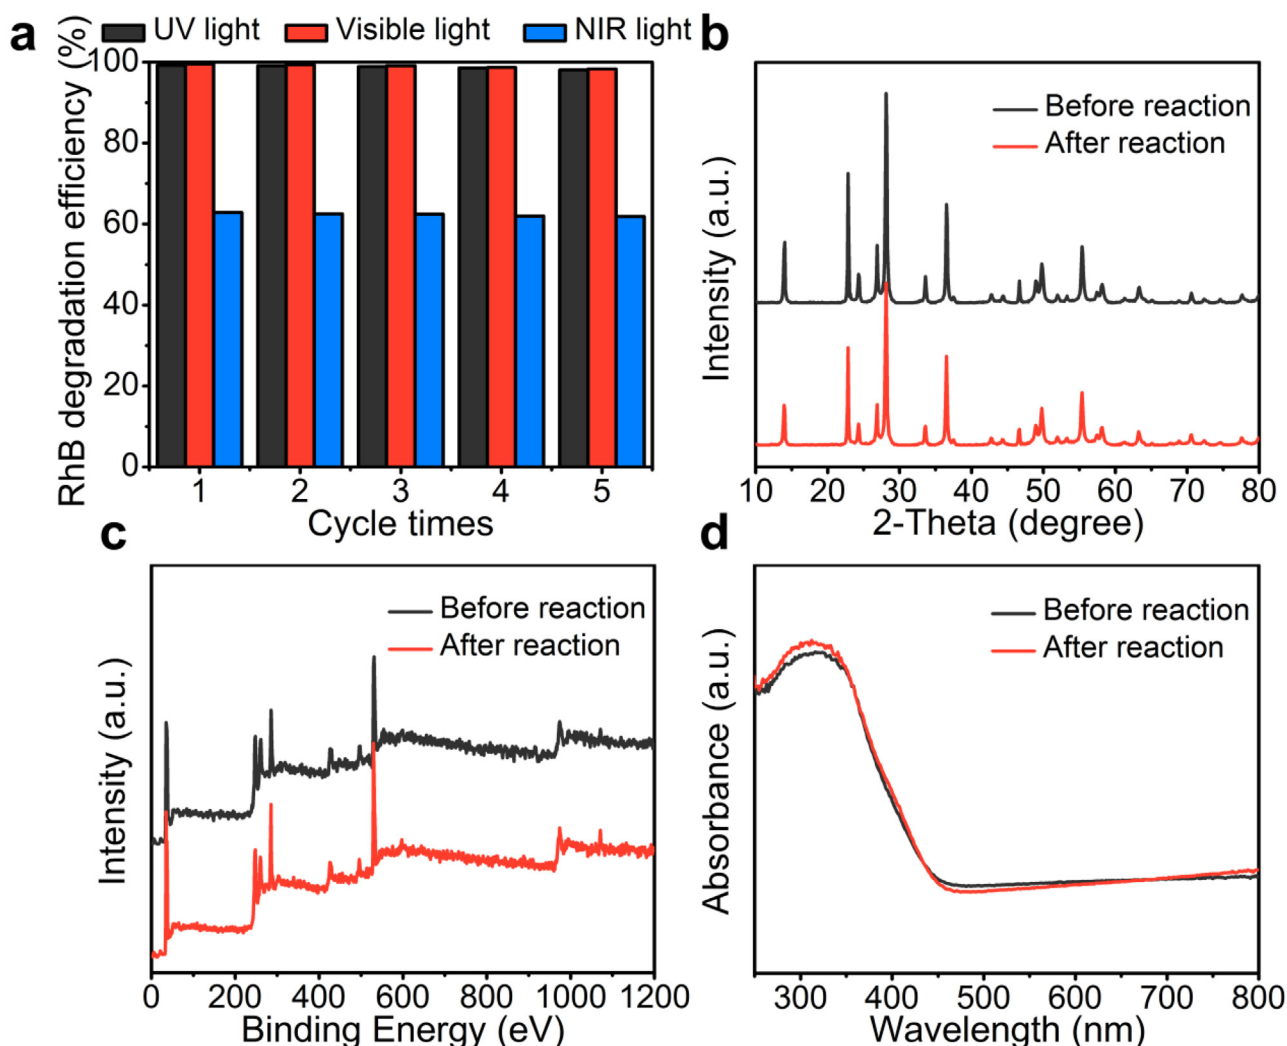 a
UV light Visible light NIR light
RhB degradation efficiency (%)
100
80
60
40
20
0
1 2 3 4 5
Cycle times
b
Before reaction
After reaction
Intensity (a.u.)
10 20 30 40 50 60 70 80
2-Theta (degree)
c
Before reaction
After reaction
Intensity (a.u.)
0 200 400 600 800 1000 1200
Binding Energy (eV)
d
Before reaction
After reaction
Absorbance (a.u.)
300 400 500 600 700 800
Wavelength (nm)